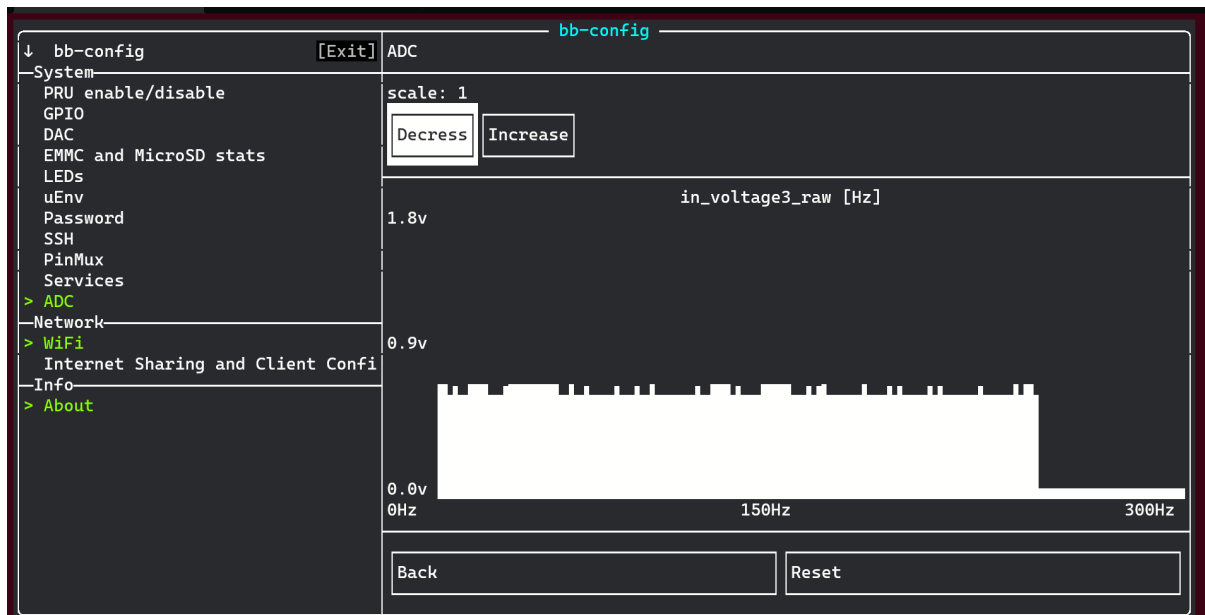 bb-config
↓ bb-config [Exit]
System
PRU enable/disable
GPIO
DAC
EMMC and MicroSD stats
LEDs
uEnv
Password
SSH
PinMux
Services
> ADC
Network
> WiFi
Internet Sharing and Client Confi
Info
> About
ADC
scale: 1
Decress Increase
in_voltage3_raw [Hz]
1.8v
0.9v
0.0v
0Hz 150Hz 300Hz
Back Reset